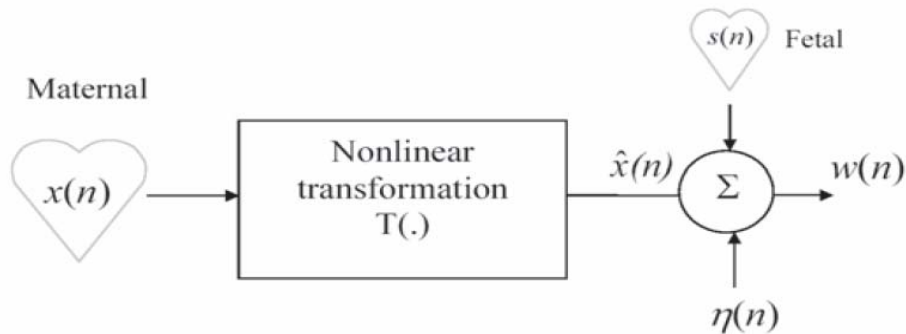 s(n) Fetal
Maternal
x(n)
Nonlinear
transformation
T(.)
x̂(n)
Σ
w(n)
η(n)